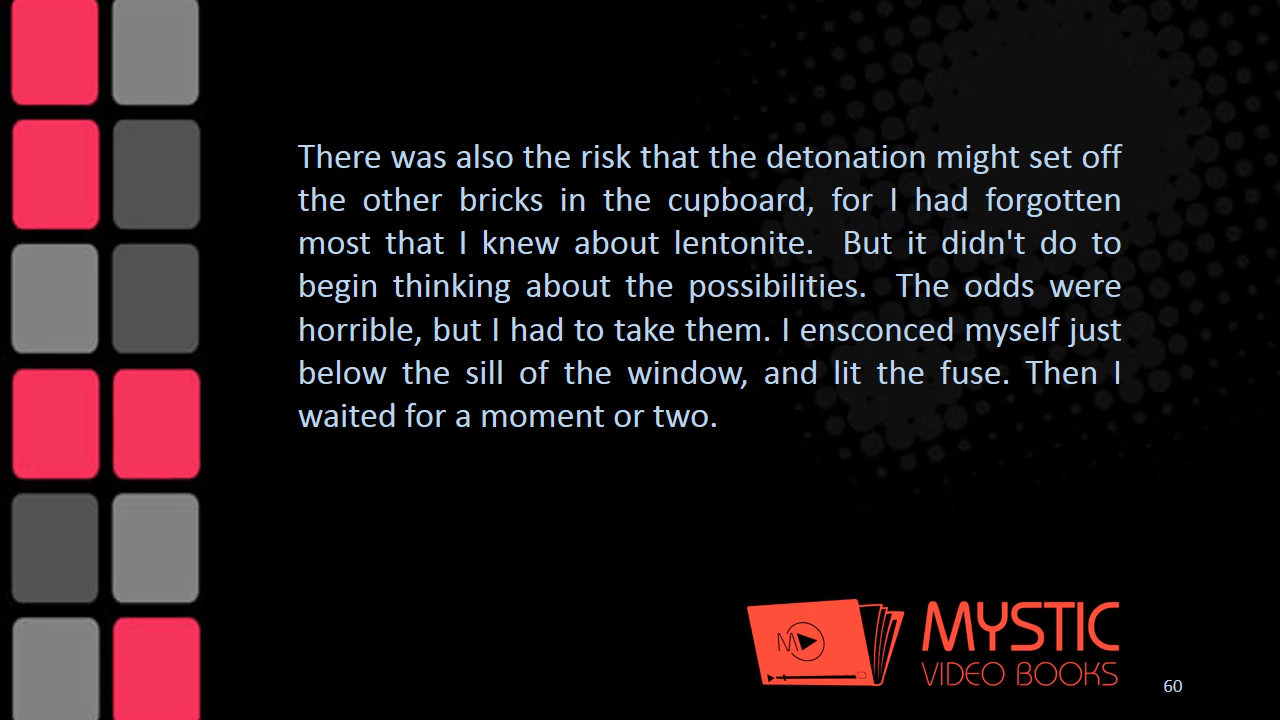 There was also the risk that the detonation might set off
the other bricks in the cupboard, for I had forgotten
most that I knew about lentonite.  But it didn't do to
begin thinking about the possibilities.  The odds were
horrible, but I had to take them. I ensconced myself just
below the sill of the window, and lit the fuse. Then I
waited for a moment or two.
M
MYSTIC
VIDEO BOOKS
60